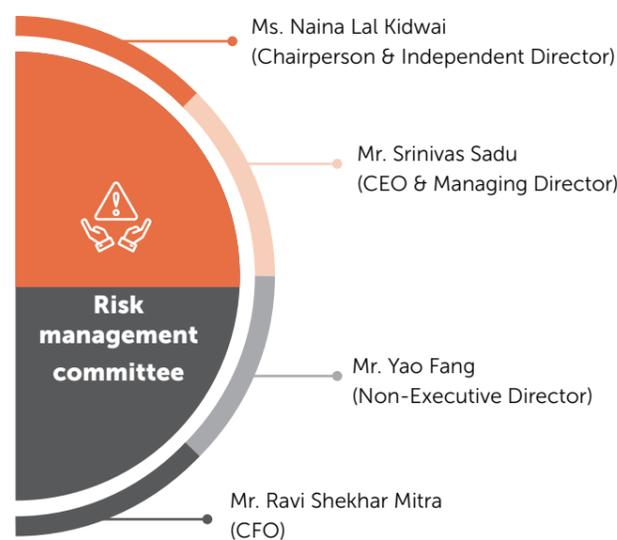 Ms. Naina Lal Kidwai
(Chairperson & Independent Director)
Mr. Srinivas Sadu
(CEO & Managing Director)
Risk
management
committee
Mr. Yao Fang
(Non-Executive Director)
Mr. Ravi Shekhar Mitra
(CFO)